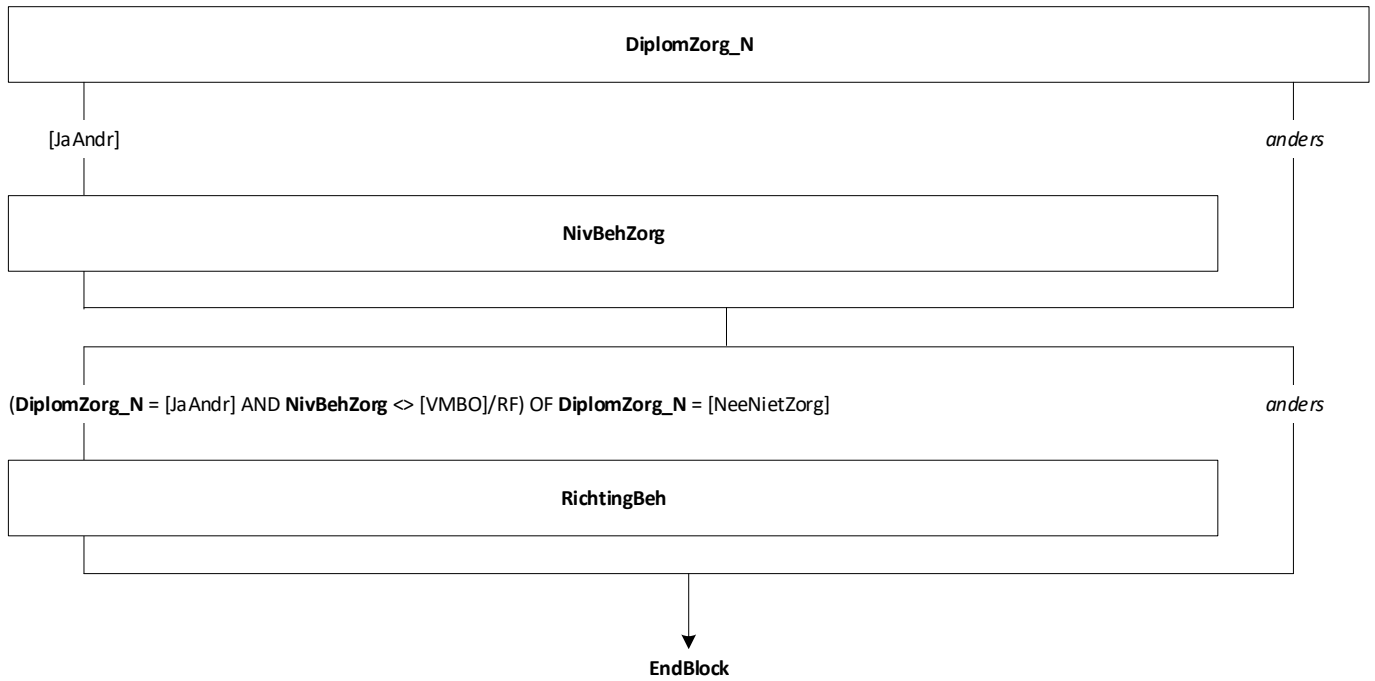 DiplomZorg_N
[JaAndr] anders
NivBehZorg
(DiplomZorg_N = [JaAndr] AND NivBehZorg <> [VMBO]/RF) OF DiplomZorg_N = [NeeNietZorg] anders
RichtingBeh
EndBlock